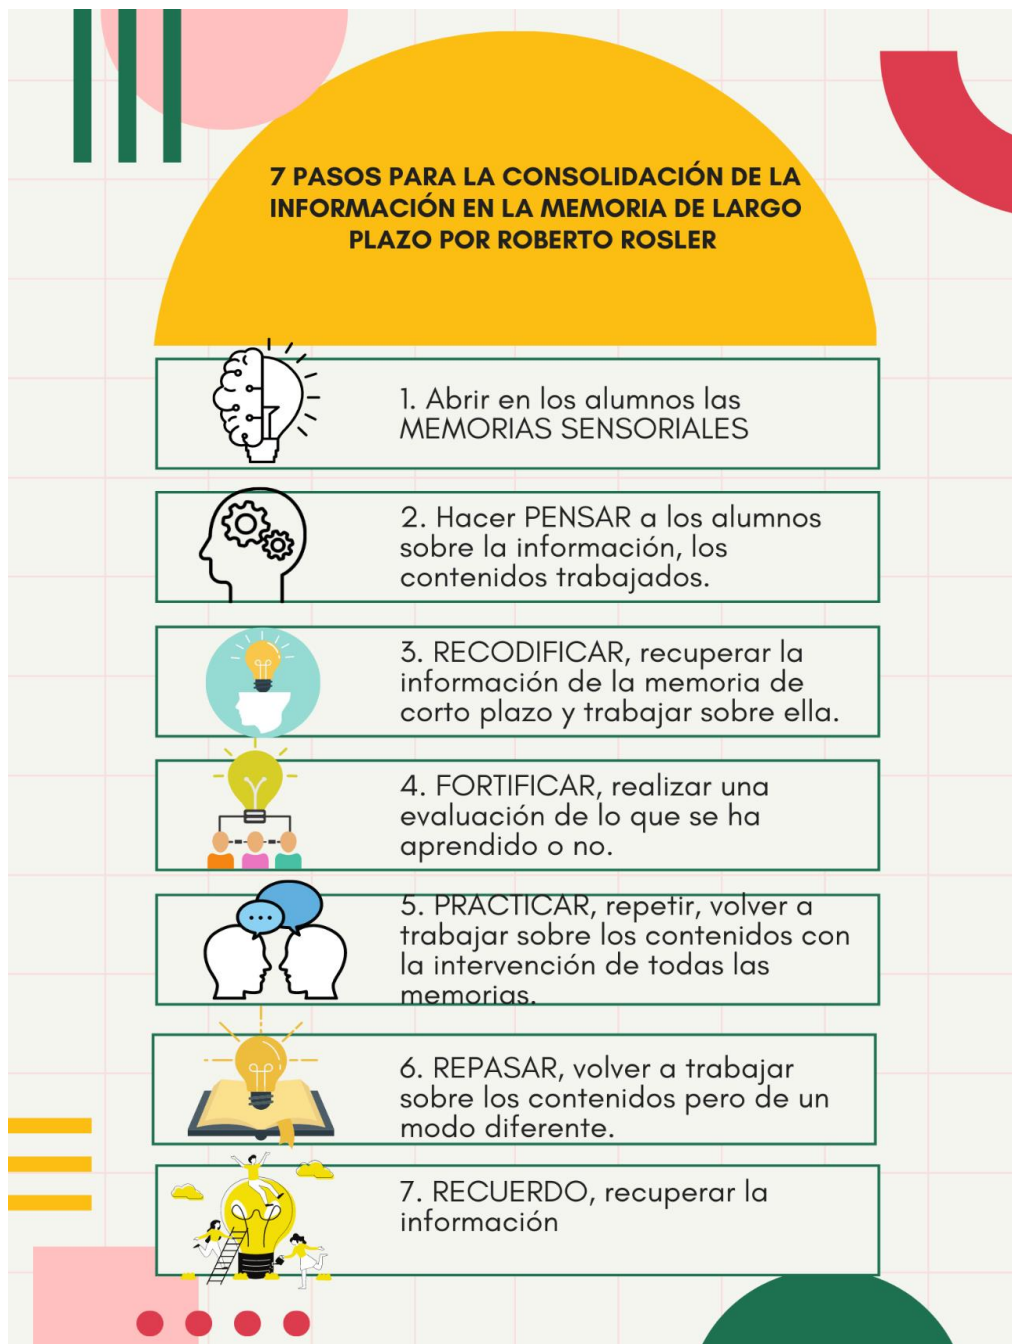 7 PASOS PARA LA CONSOLIDACIÓN DE LA
INFORMACIÓN EN LA MEMORIA DE LARGO
PLAZO POR ROBERTO ROSLER
1. Abrir en los alumnos las
MEMORIAS SENSORIALES
2. Hacer PENSAR a los alumnos
sobre la información, los
contenidos trabajados.
3. RECODIFICAR, recuperar la
información de la memoria de
corto plazo y trabajar sobre ella.
4. FORTIFICAR, realizar una
evaluación de lo que se ha
aprendido o no.
5. PRACTICAR, repetir, volver a
trabajar sobre los contenidos con
la intervención de todas las
memorias.
6. REPASAR, volver a trabajar
sobre los contenidos pero de un
modo diferente.
7. RECUERDO, recuperar la
información